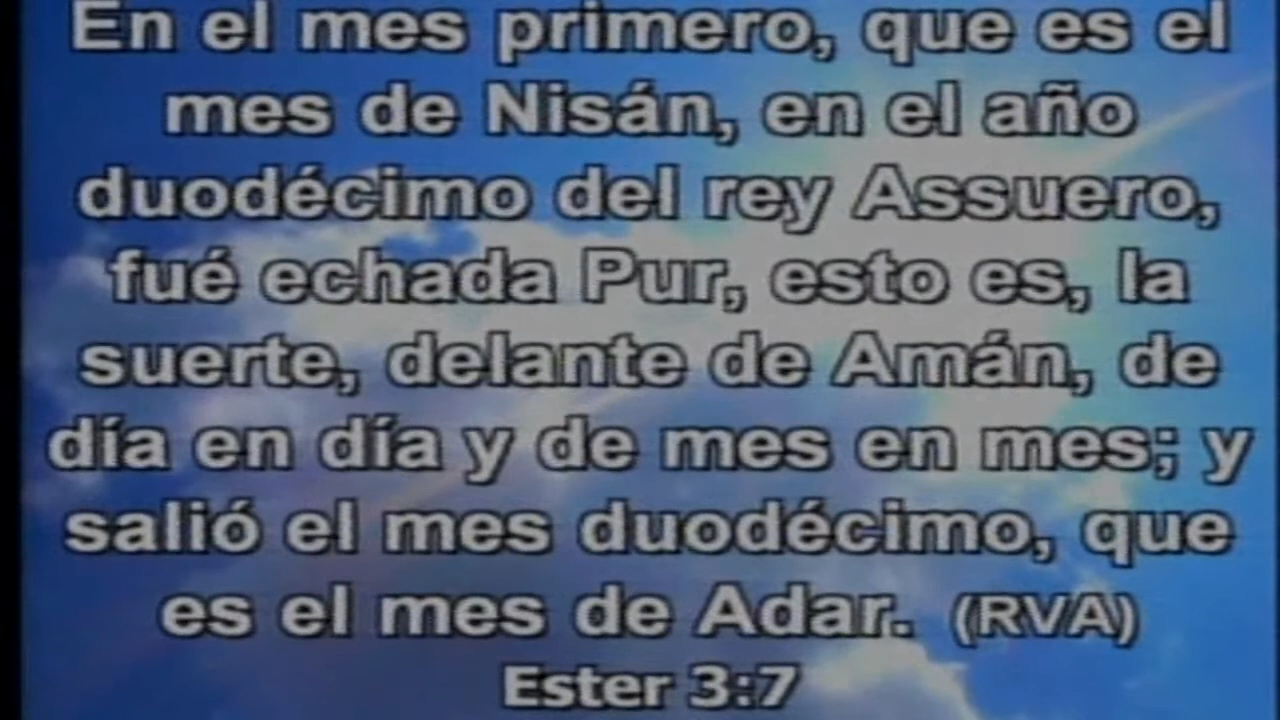 En el mes primero, que es el
mes de Nisán, en el año
duodécimo del rey Assuero,
fué echada Pur, esto es, la
suerte, delante de Amán, de
día en día y de mes en mes; y
salió el mes duodécimo, que
es el mes de Adar. (RVA)
Ester 3:7